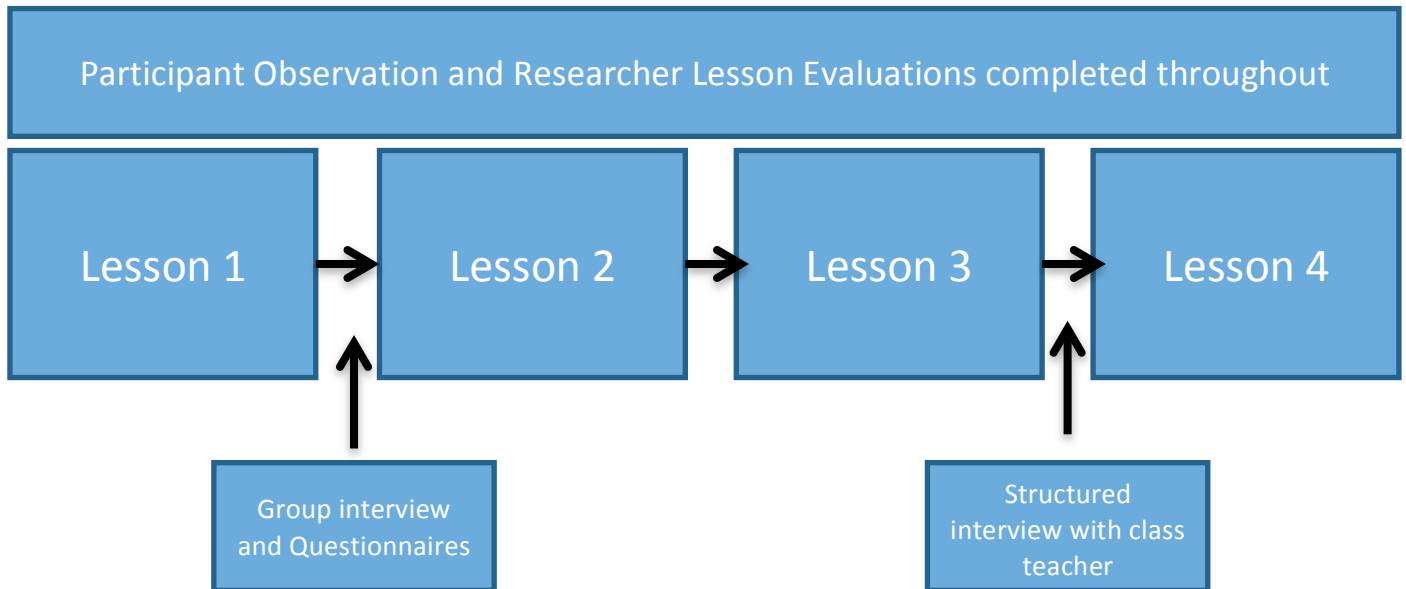 Participant Observation and Researcher Lesson Evaluations completed throughout
Lesson 1
Lesson 2
Lesson 3
Lesson 4
Group interview
and Questionnaires
Structured
interview with class
teacher